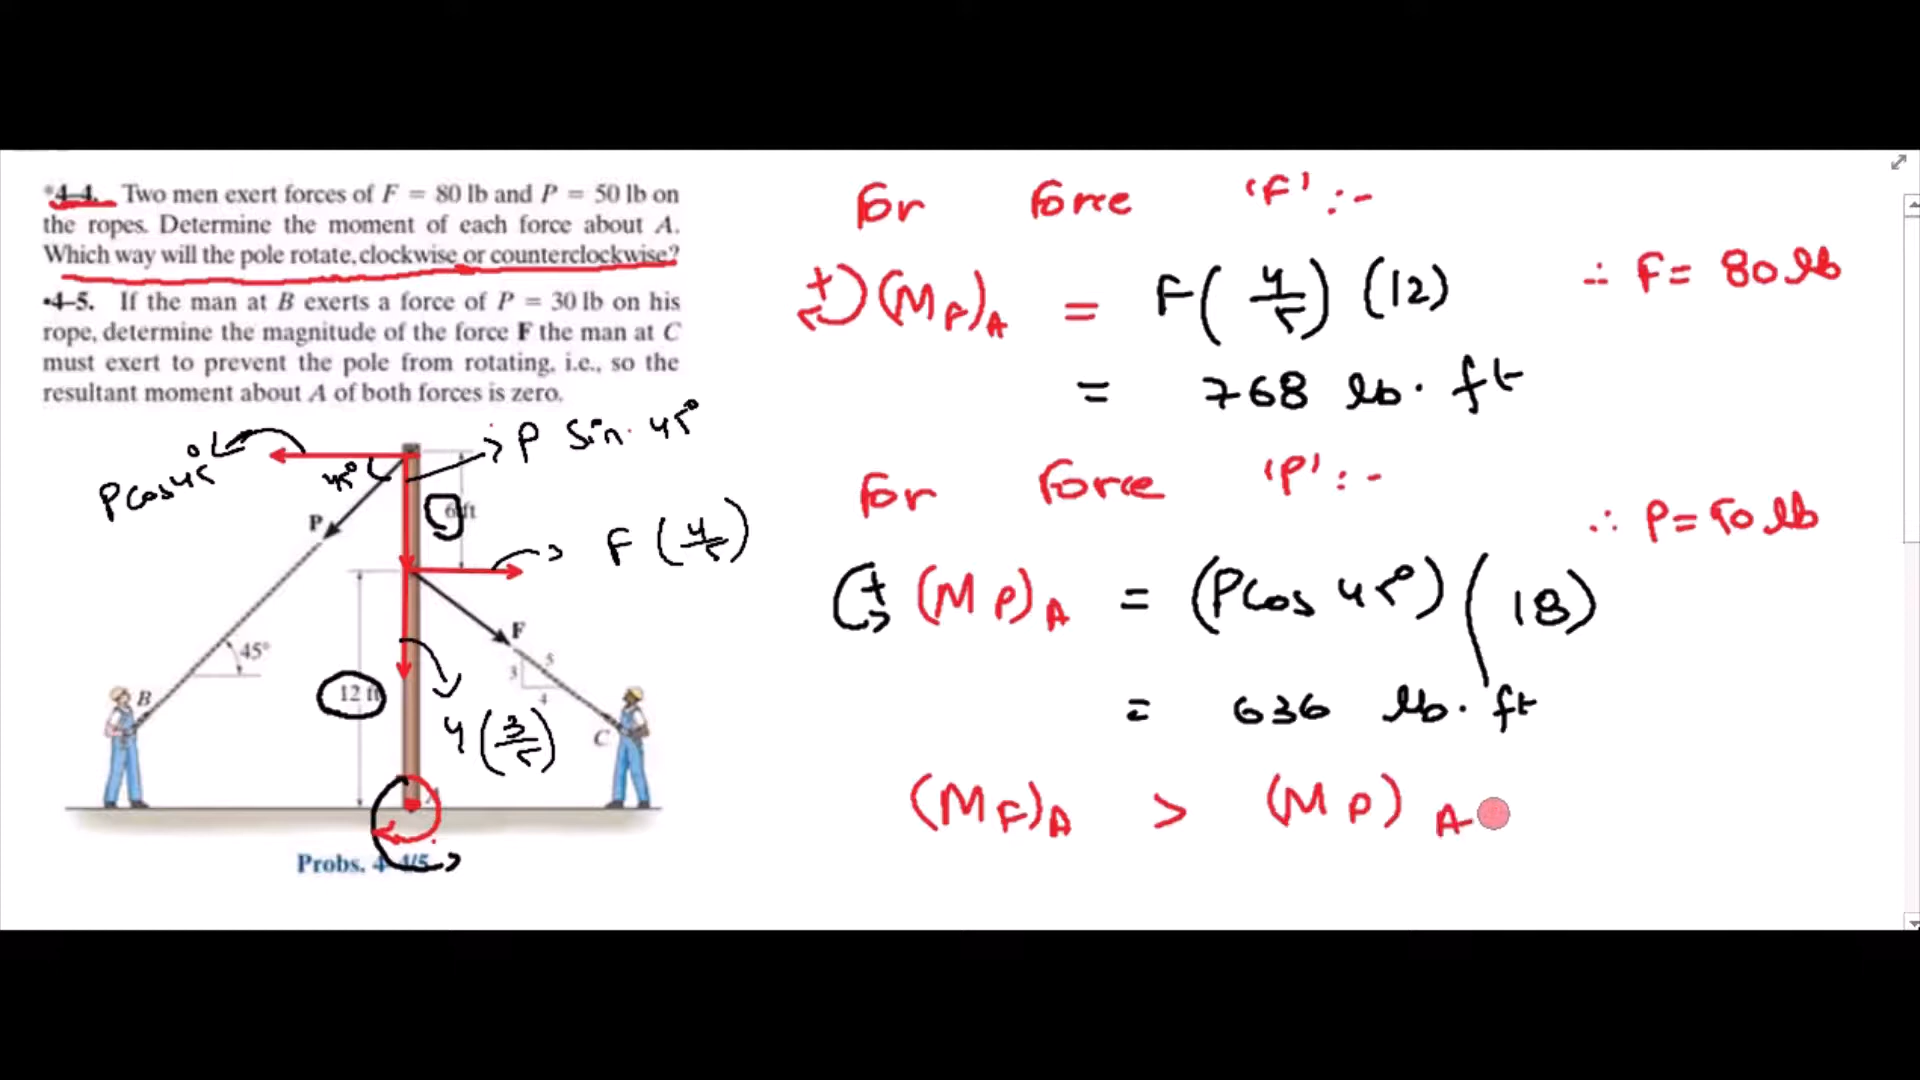 *4–4. Two men exert forces of F = 80 lb and P = 50 lb on
the ropes. Determine the moment of each force about A.
Which way will the pole rotate, clockwise or counterclockwise?
•4–5. If the man at B exerts a force of P = 30 lb on his
rope, determine the magnitude of the force F the man at C
must exert to prevent the pole from rotating, i.e., so the
resultant moment about A of both forces is zero.
P cos 45°
45°
P Sin 45°
6 ft
F (4/5)
P
F
45°
3
5
4
12 ft
4 (3/5)
B
C
A
Probs. 4–4/5
For Force 'F' :-
+ (M F)A = F (4/5) (12)
∴ F = 80 lb
= 768 lb. ft
For Force 'P' :-
∴ P = 50 lb
+ (M P)A = (P cos 45°) (18)
= 636 lb. ft
(M F)A > (M P) A